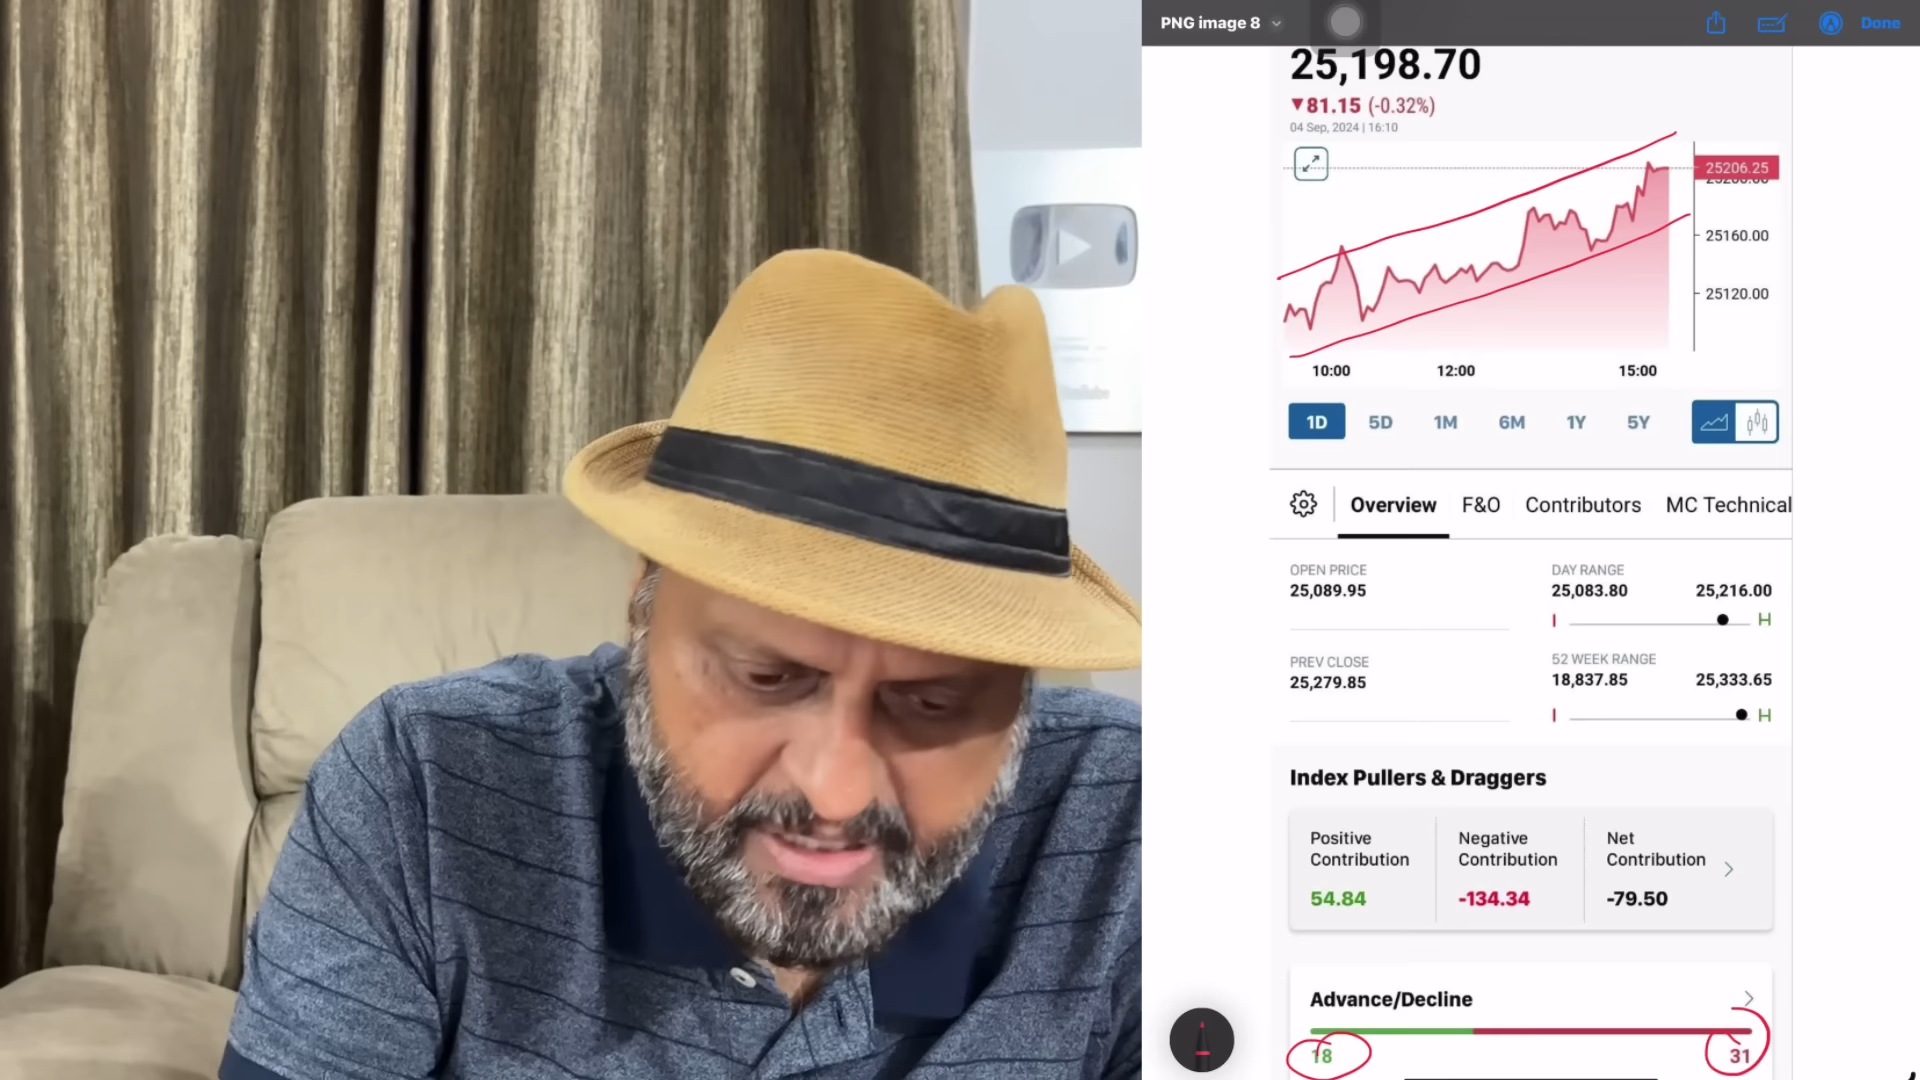 PNG image 8
Done
25,198.70
▼81.15 (-0.32%)
04 Sep, 2024 | 16:10
25206.25
25160.00
25120.00
10:00 12:00 15:00
1D 5D 1M 6M 1Y 5Y
Overview F&O Contributors MC Technical
OPEN PRICE
25,089.95
DAY RANGE
25,083.80 25,216.00
H
PREV CLOSE
25,279.85
52 WEEK RANGE
18,837.85 25,333.65
H
Index Pullers & Draggers
Positive Contribution
54.84
Negative Contribution
-134.34
Net Contribution
-79.50
Advance/Decline
18 31